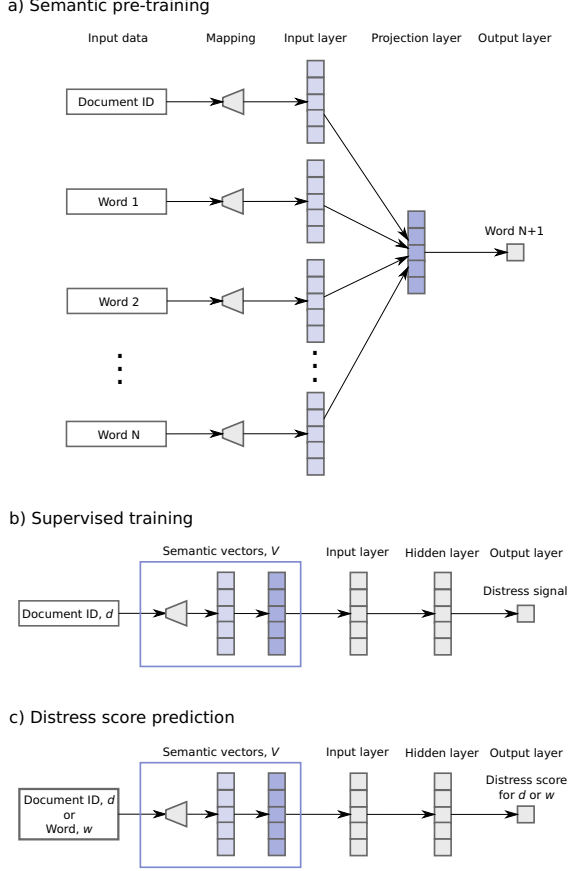 a) Semantic pre-training
Input data Mapping Input layer Projection layer Output layer
Document ID
Word 1
Word N+1
Word 2
Word N
b) Supervised training
Semantic vectors, V Input layer Hidden layer Output layer
Distress signal
Document ID, d
c) Distress score prediction
Semantic vectors, V Input layer Hidden layer Output layer
Distress score
for d or w
Document ID, d
or
Word, w